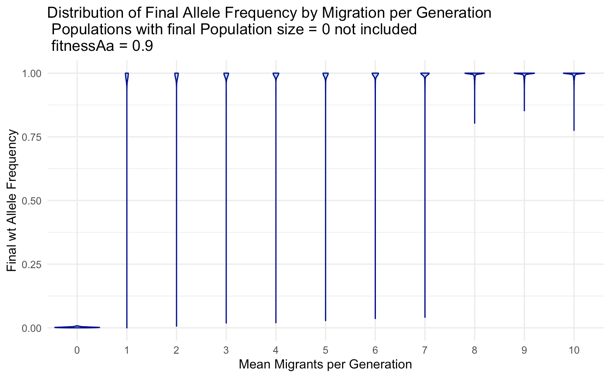 Distribution of Final Allele Frequency by Migration per Generation
Populations with final Population size = 0 not included
fitnessAa = 0.9
Final wt Allele Frequency
1.00
0.75
0.50
0.25
0.00
0 1 2 3 4 5 6 7 8 9 10
Mean Migrants per Generation